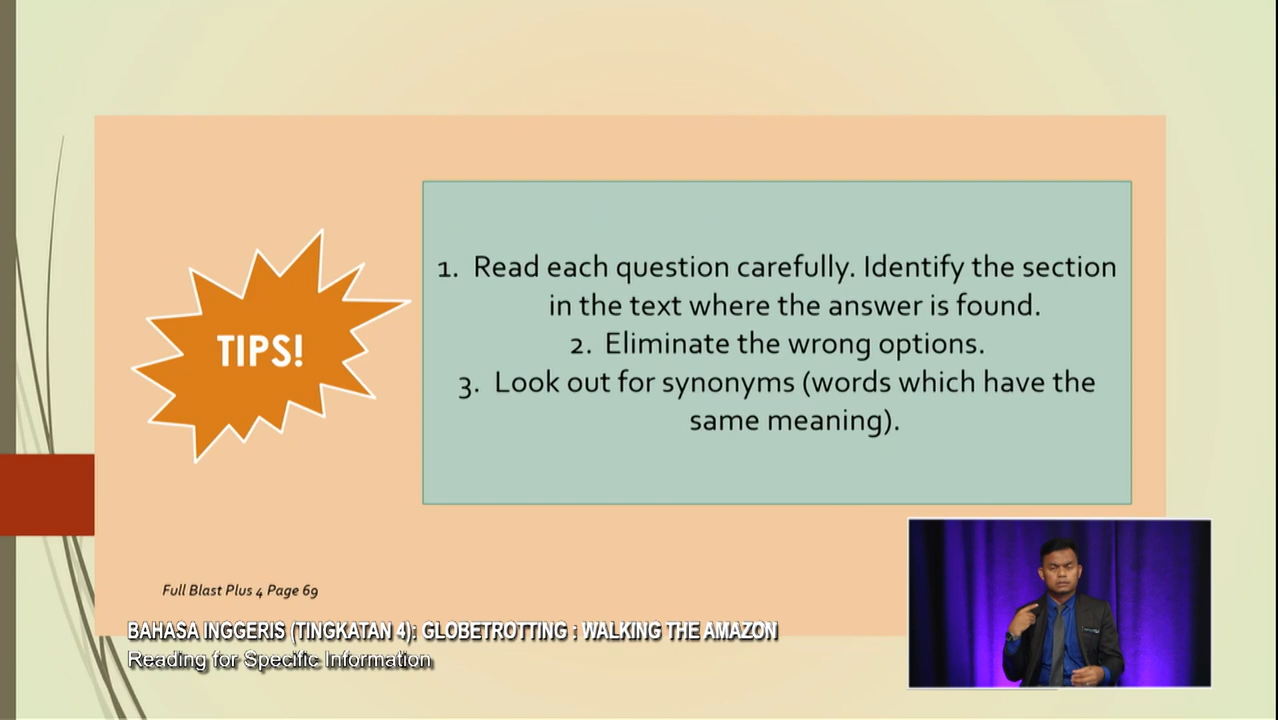 TIPS!
1. Read each question carefully. Identify the section
in the text where the answer is found.
2. Eliminate the wrong options.
3. Look out for synonyms (words which have the
same meaning).
Full Blast Plus 4 Page 69
BAHASA INGGERIS (TINGKATAN 4): GLOBETROTTING : WALKING THE AMAZON
Reading for Specific Information